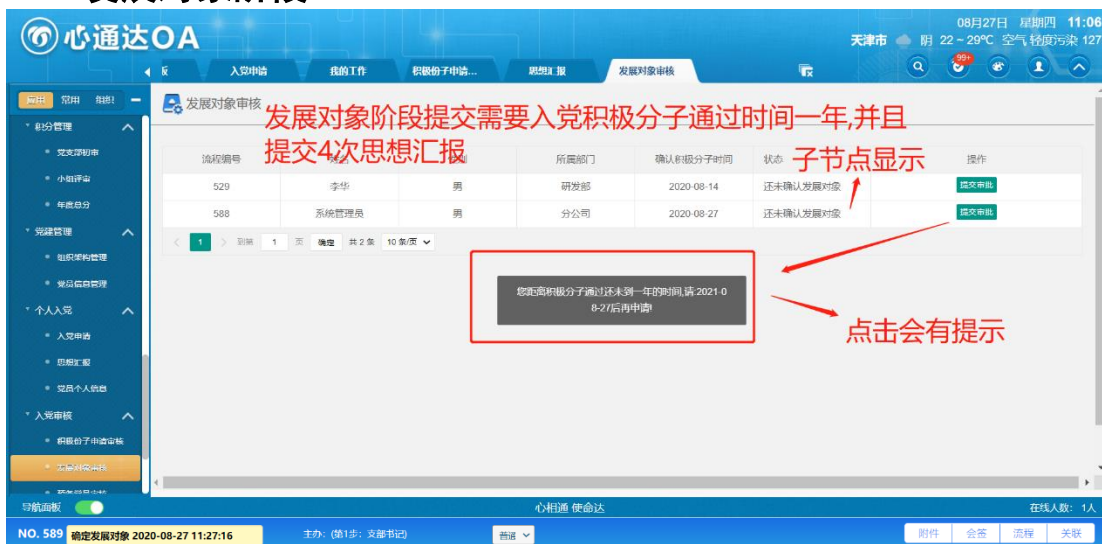 心通达OA
08月27日 星期四 11:06
天津市 阴 22 ~ 29℃ 空气 轻度污染 127
入党申请 我的工作 积极份子申请... 思想汇报 发展对象审核
99+
应用 常用 组织
积分管理
党支部初审
小组评审
年度总分
党建管理
组织架构管理
党员信息管理
个人入党
入党申请
思想汇报
党员个人信息
入党审核
积极份子申请审核
发展对象审核
发展对象审核
发展对象阶段提交需要入党积极分子通过时间一年,并且
提交4次思想汇报
子节点显示
流程编号 所属部门 确认积极分子时间 状态 操作
529 李华 男 研发部 2020-08-14 还未确认发展对象 提交审批
588 系统管理员 男 分公司 2020-08-27 还未确认发展对象 提交审批
1 到第 1 页 确定 共 2 条 10 条/页
您距离积极分子通过还未到一年的时间,请 2021-0
8-27后再申请!
点击会有提示
导航面板 心相通 使命达 在线人数: 1人
NO. 589 确定发展对象 2020-08-27 11:27:16 主办: (第1步: 支部书记) 普通 附件 会签 流程 关联